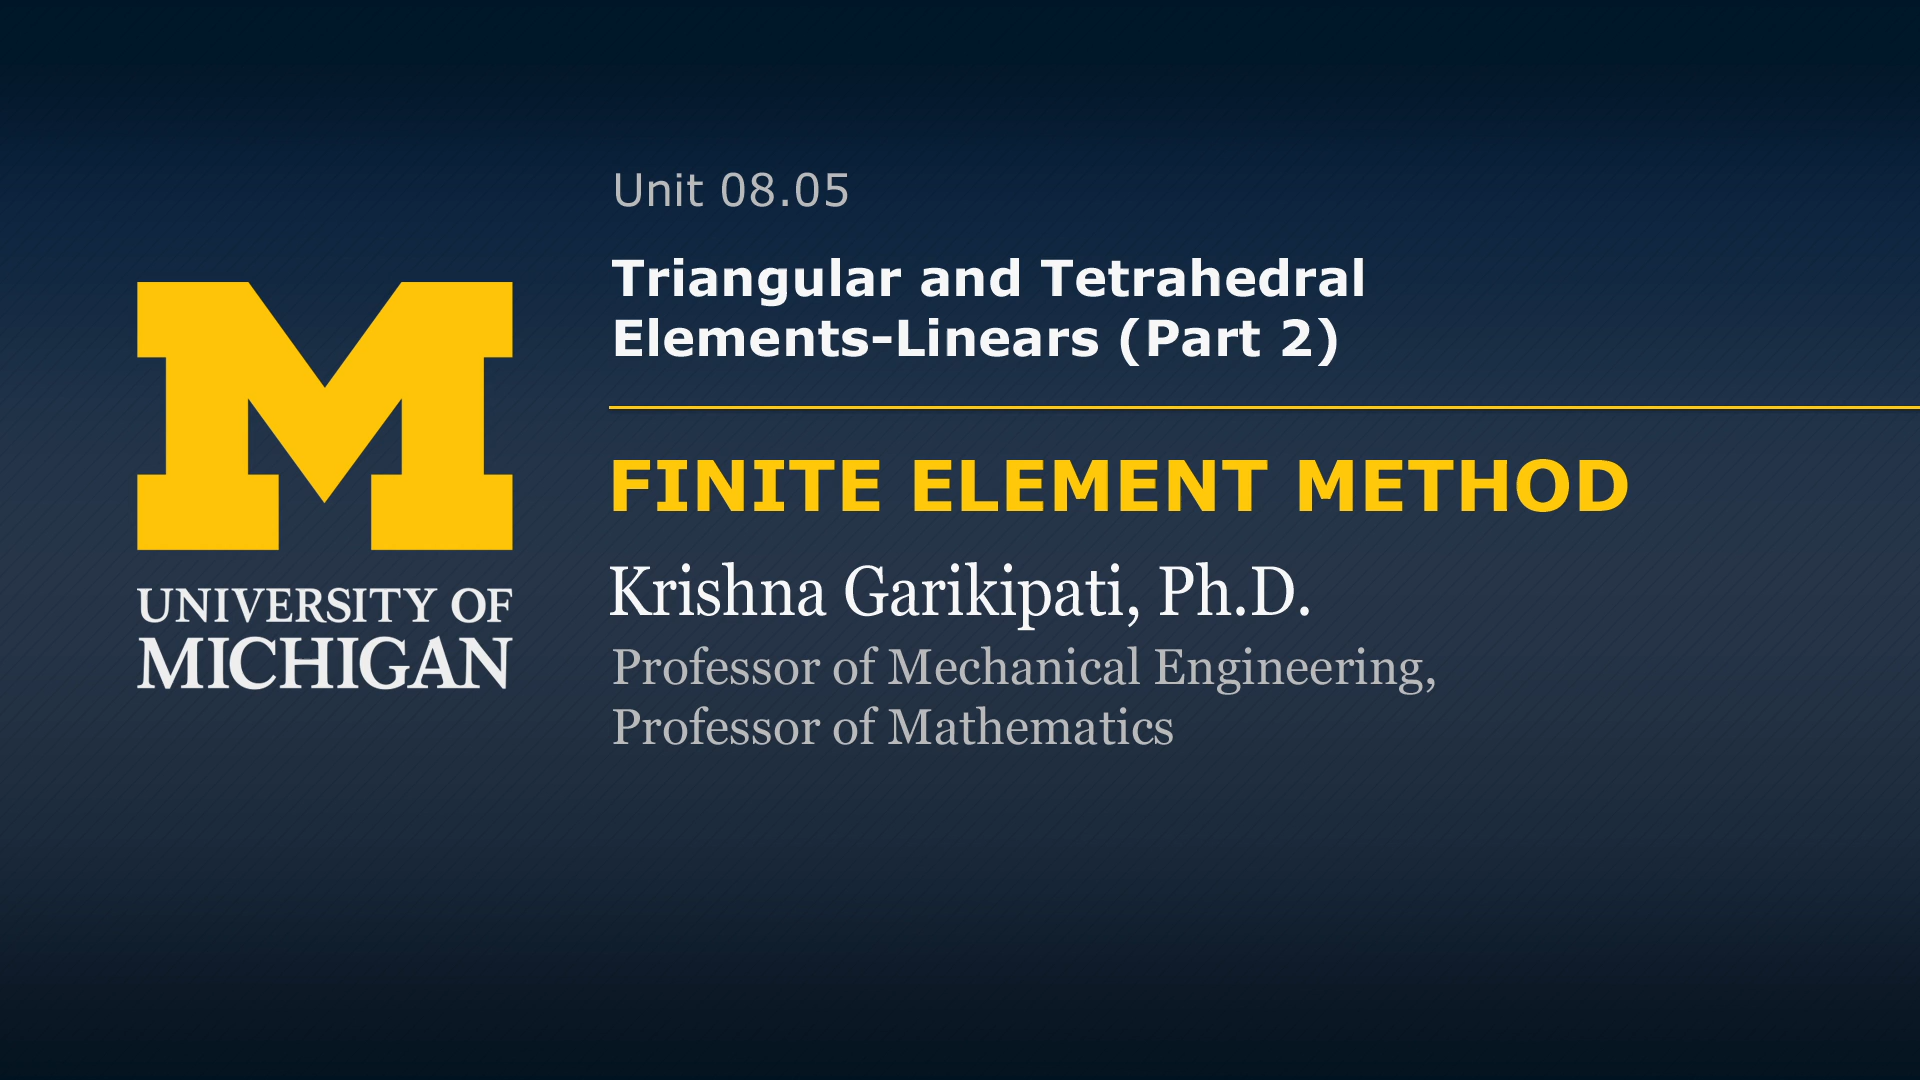 Unit 08.05
Triangular and Tetrahedral
Elements-Linears (Part 2)
FINITE ELEMENT METHOD
Krishna Garikipati, Ph.D.
Professor of Mechanical Engineering,
Professor of Mathematics
M
UNIVERSITY OF
MICHIGAN